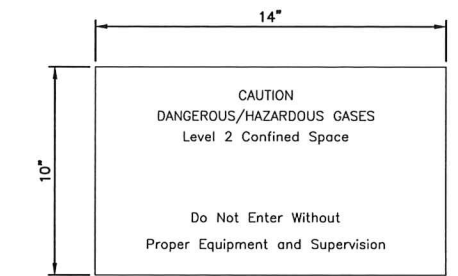 14"
10"
CAUTION
DANGEROUS/HAZARDOUS GASES
Level 2 Confined Space
Do Not Enter Without
Proper Equipment and Supervision